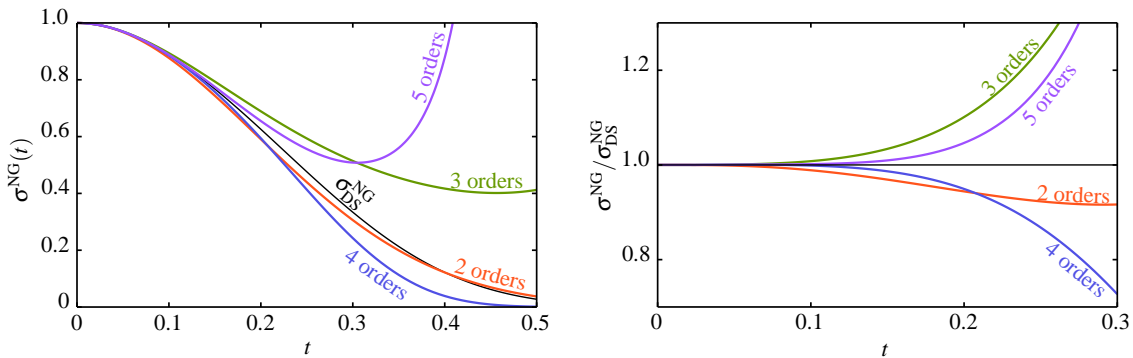 1.0
0.8
0.6
0.4
0.2
0
σ^NG(t)
0 0.1 0.2 0.3 0.4 0.5
t
5 orders
3 orders
σ^NG_DS
2 orders
4 orders
1.2
1.0
0.8
σ^NG/σ^NG_DS
0 0.1 0.2 0.3
t
3 orders
5 orders
2 orders
4 orders